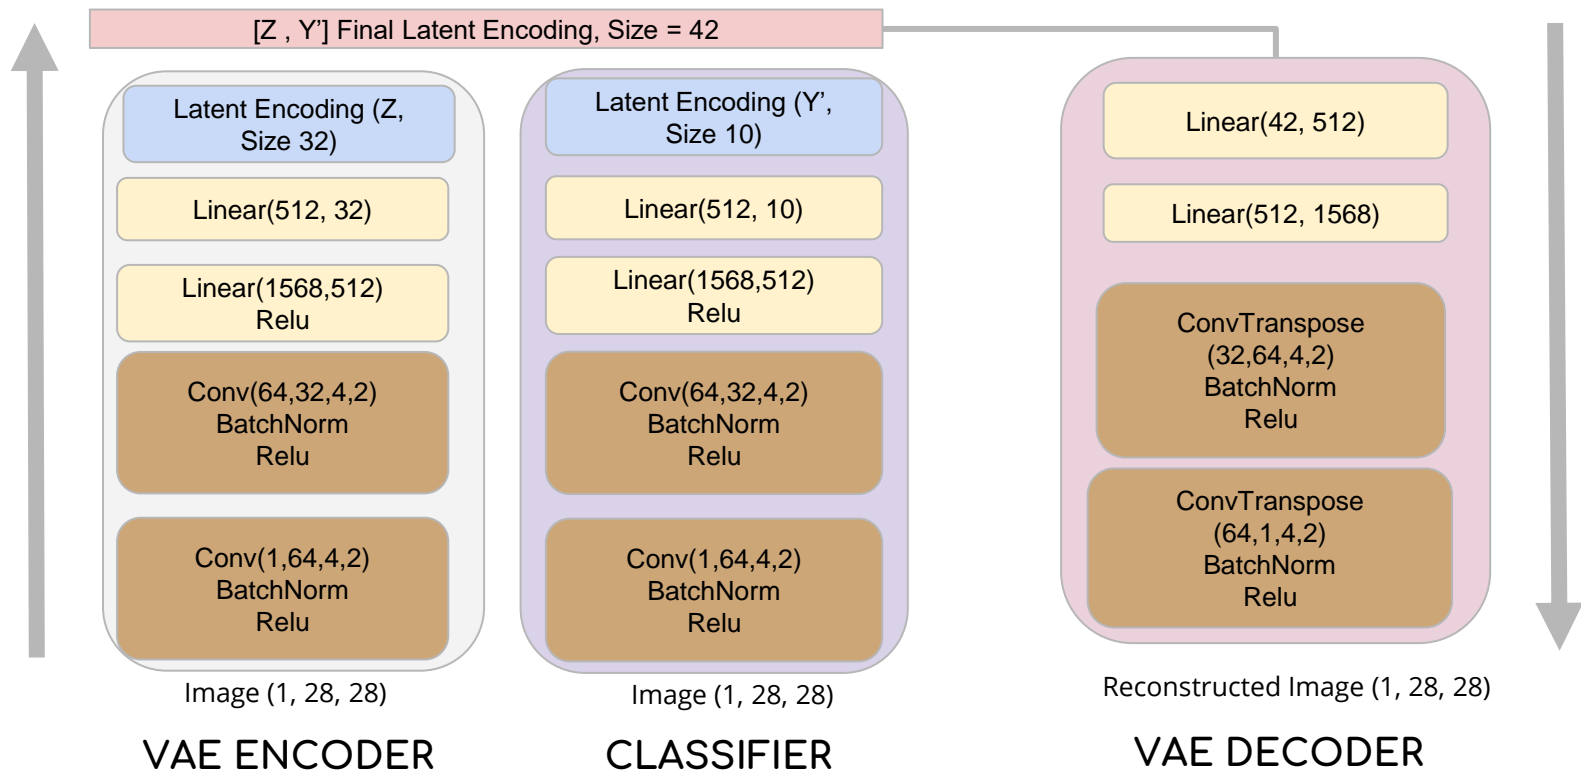 [Z , Y’] Final Latent Encoding, Size = 42
Latent Encoding (Z,
Size 32)
Linear(512, 32)
Linear(1568,512)
Relu
Conv(64,32,4,2)
BatchNorm
Relu
Conv(1,64,4,2)
BatchNorm
Relu
Image (1, 28, 28)
VAE ENCODER
Latent Encoding (Y’,
Size 10)
Linear(512, 10)
Linear(1568,512)
Relu
Conv(64,32,4,2)
BatchNorm
Relu
Conv(1,64,4,2)
BatchNorm
Relu
Image (1, 28, 28)
CLASSIFIER
Linear(42, 512)
Linear(512, 1568)
ConvTranspose
(32,64,4,2)
BatchNorm
Relu
ConvTranspose
(64,1,4,2)
BatchNorm
Relu
Reconstructed Image (1, 28, 28)
VAE DECODER